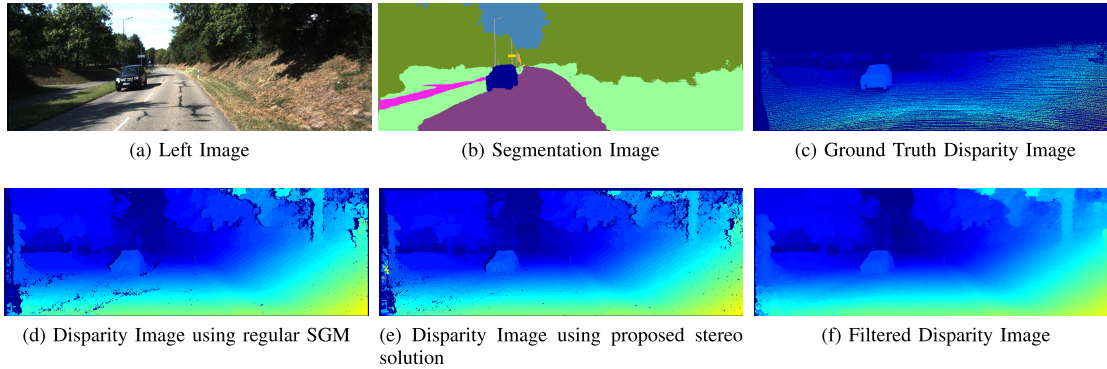 (a) Left Image
(b) Segmentation Image
(c) Ground Truth Disparity Image
(d) Disparity Image using regular SGM
(e) Disparity Image using proposed stereo
solution
(f) Filtered Disparity Image